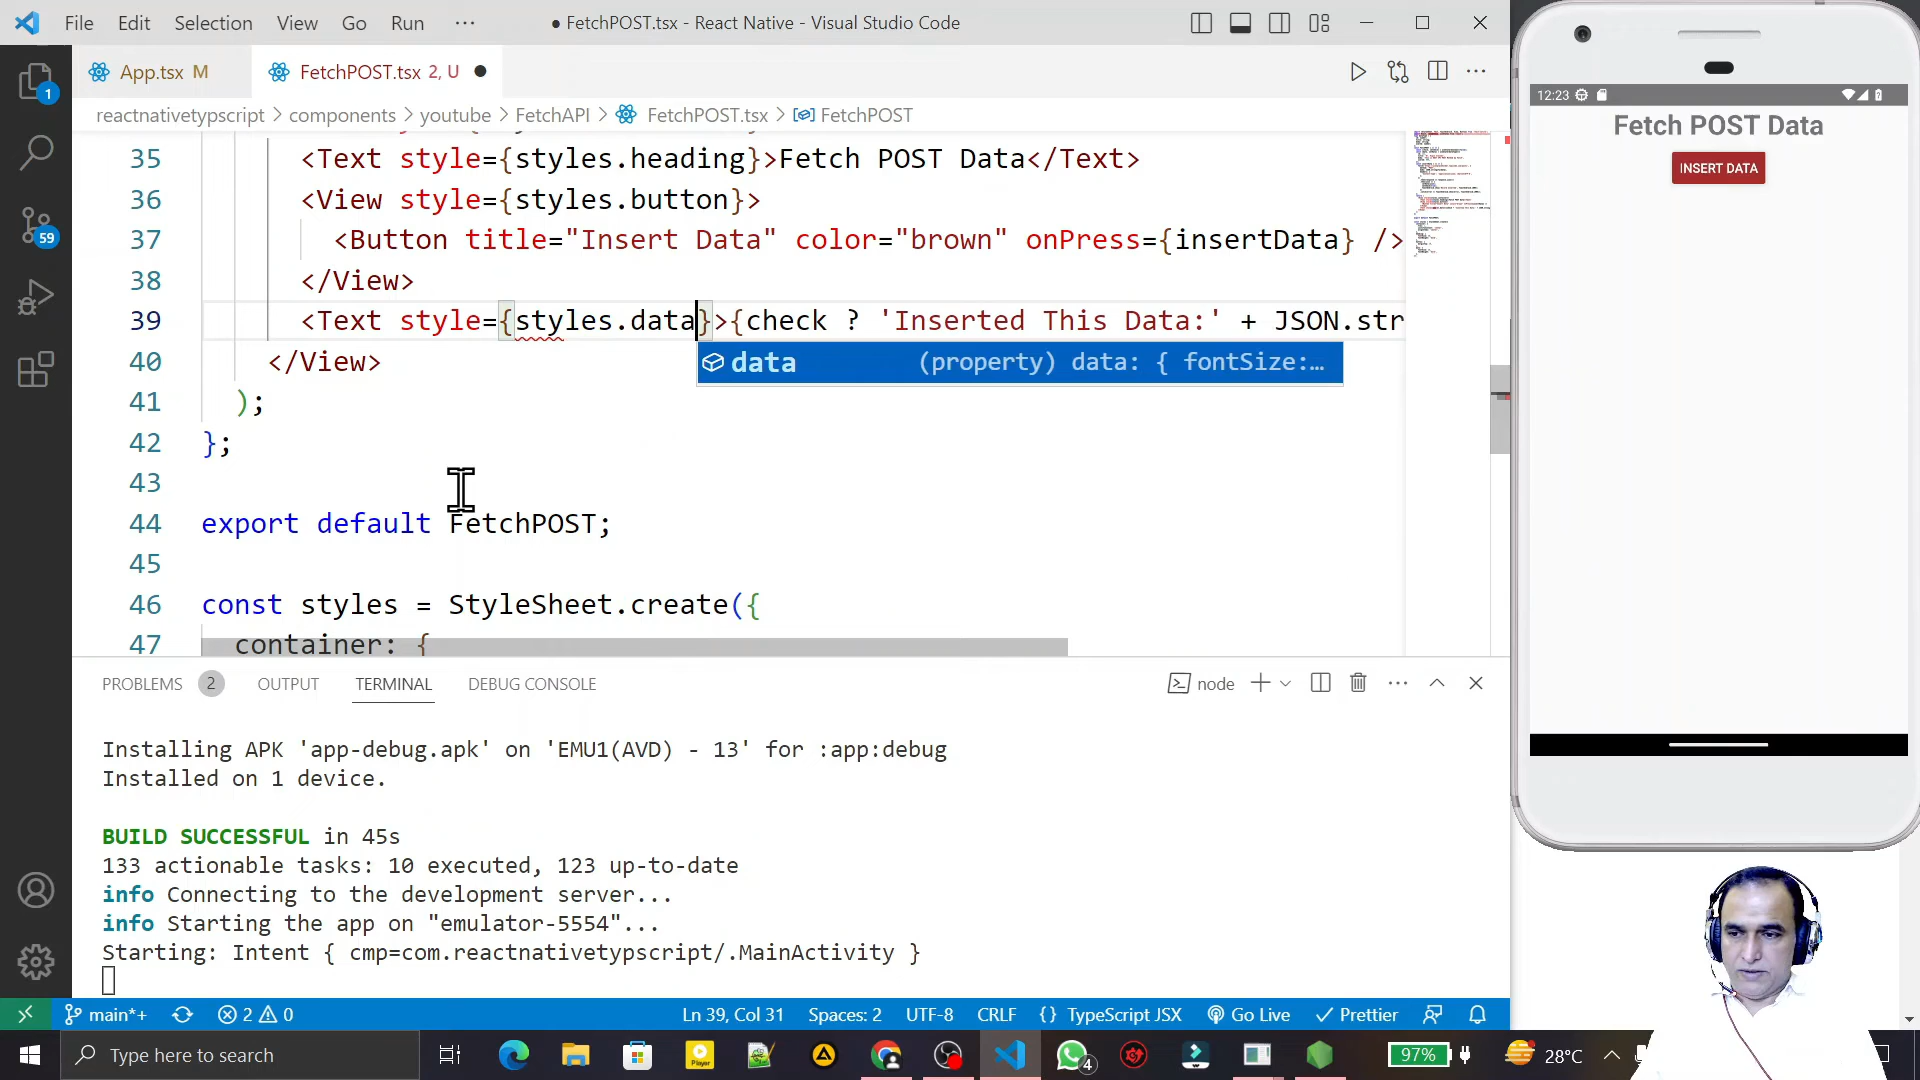 File Edit Selection View Go Run ···
● FetchPOST.tsx - React Native - Visual Studio Code
App.tsx M
FetchPOST.tsx 2, U ●
reactnativetypscript > components > youtube > FetchAPI > FetchPOST.tsx > FetchPOST
35 <Text style={styles.heading}>Fetch POST Data</Text>
36 <View style={styles.button}>
37 <Button title="Insert Data" color="brown" onPress={insertData} />
38 </View>
39 <Text style={styles.data}>{check ? 'Inserted This Data:' + JSON.str
data (property) data: { fontSize:…
40 </View>
41 );
42 };
43
44 export default FetchPOST;
45
46 const styles = StyleSheet.create({
47 container: {
PROBLEMS 2 OUTPUT TERMINAL DEBUG CONSOLE
node
Installing APK 'app-debug.apk' on 'EMU1(AVD) - 13' for :app:debug
Installed on 1 device.
BUILD SUCCESSFUL in 45s
133 actionable tasks: 10 executed, 123 up-to-date
info Connecting to the development server...
info Starting the app on "emulator-5554"...
Starting: Intent { cmp=com.reactnativetypscript/.MainActivity }
main*+ 2 0
Ln 39, Col 31 Spaces: 2 UTF-8 CRLF {} TypeScript JSX Go Live Prettier
Type here to search
97%
28°C
1
59
4
Player
12:23
Fetch POST Data
INSERT DATA